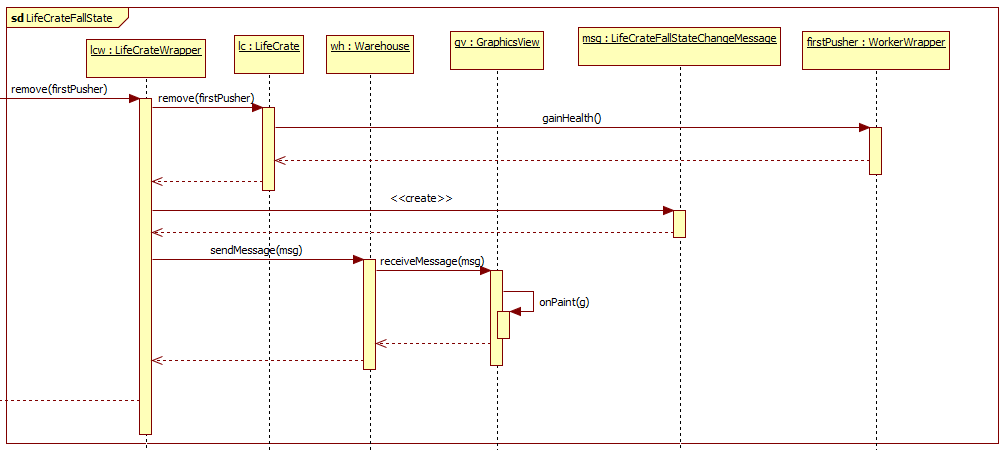 sd LifeCrateFallState
lcw : LifeCrateWrapper
lc : LifeCrate
wh : Warehouse
gv : GraphicsView
msg : LifeCrateFallStateChangeMessage
firstPusher : WorkerWrapper
remove(firstPusher)
remove(firstPusher)
gainHealth()
<<create>>
sendMessage(msg)
receiveMessage(msg)
onPaint(g)